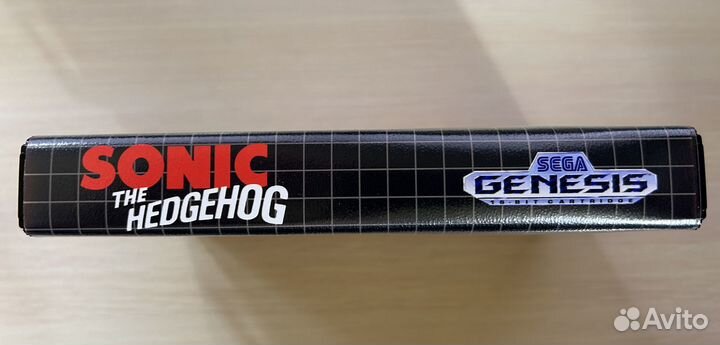 SONIC
THE
HEDGEHOG
SEGA
GENESIS
16-BIT CARTRIDGE
Avito